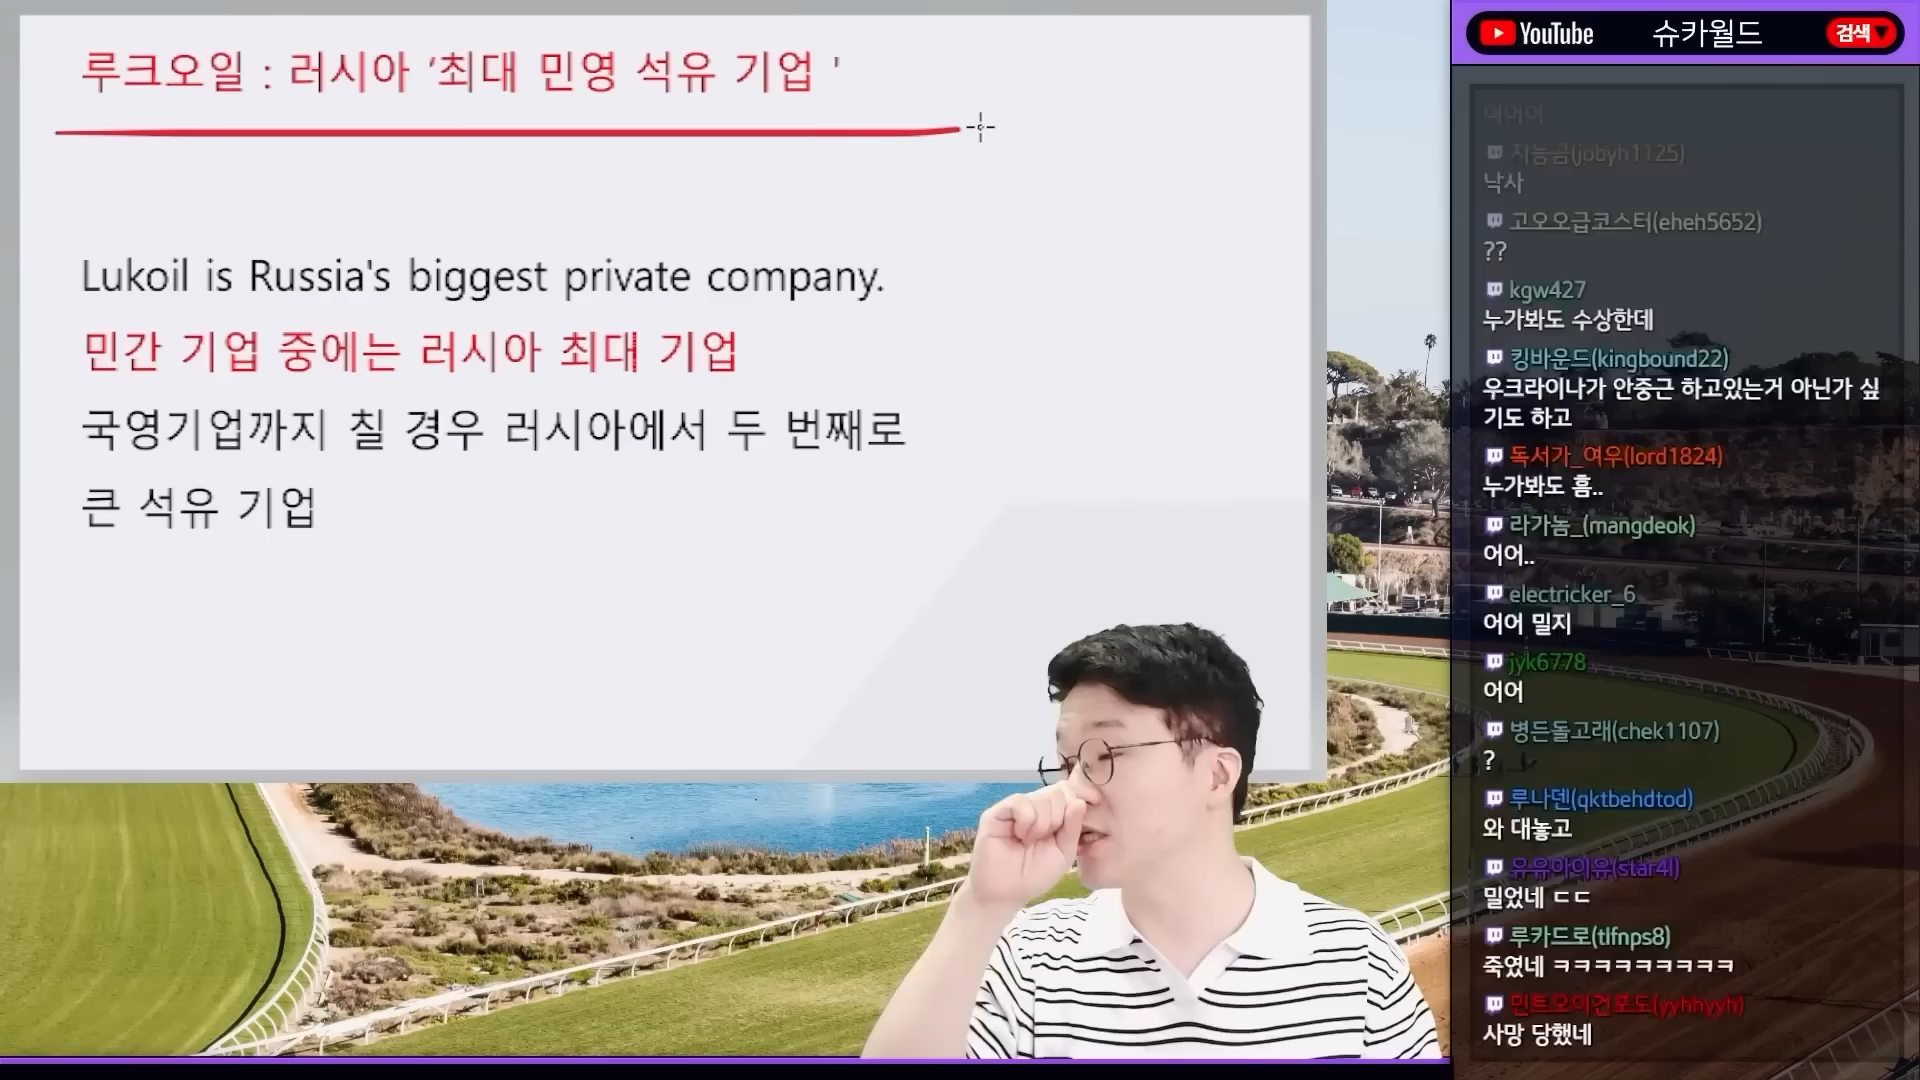 루크오일 : 러시아 '최대 민영 석유 기업 '
Lukoil is Russia's biggest private company.
민간 기업 중에는 러시아 최대 기업
국영기업까지 칠 경우 러시아에서 두 번째로
큰 석유 기업
YouTube 슈카월드 검색
지능곰(jobyh1125)
낙사
고오오급코스터(eheh5652)
??
kgw427
누가봐도 수상한데
킹바운드(kingbound22)
우크라이나가 안중근 하고있는거 아닌가 싶
기도 하고
독서가_여우(lord1824)
누가봐도 흠..
라가놈_(mangdeok)
어어..
electricker_6
어어 밀지
jyk6778
어어
병든돌고래(chek1107)
?
루나덴(qktbehdtod)
와 대놓고
유유아이유(star4l)
밀었네 ㄷㄷ
루카드로(tlfnps8)
죽였네 ㅋㅋㅋㅋㅋㅋㅋㅋㅋ
민트오이건포도(yyhhyyh)
사망 당했네